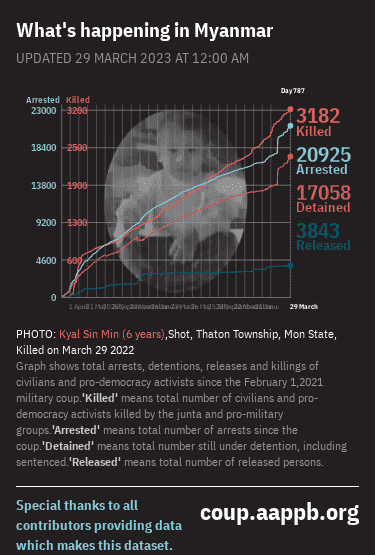 What's happening in Myanmar
UPDATED 29 MARCH 2023 AT 12:00 AM
Day787
Arrested Killed
23000 3200
18400 2500
13800 1900
9200 1300
4600 600
0
3182
Killed
20925
Arrested
17058
Detained
3843
Released
29 March
PHOTO: Kyal Sin Min (6 years),Shot, Thaton Township, Mon State,
Killed on March 29 2022
Graph shows total arrests, detentions, releases and killings of
civilians and pro-democracy activists since the February 1,2021
military coup.'Killed' means total number of civilians and pro-
democracy activists killed by the junta and pro-military
groups.'Arrested' means total number of arrests since the
coup.'Detained' means total number still under detention, including
sentenced.'Released' means total number of released persons.
Special thanks to all
contributors providing data
which makes this dataset.
coup.aappb.org